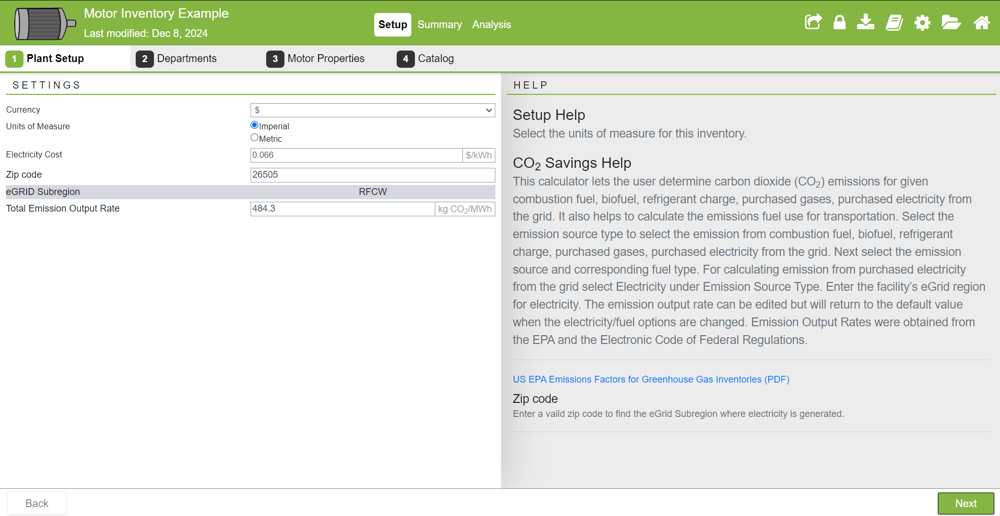 Motor Inventory Example
Last modified: Dec 8, 2024
Setup Summary Analysis
1 Plant Setup
2 Departments
3 Motor Properties
4 Catalog
SETTINGS
Currency $
Units of Measure Imperial
Metric
Electricity Cost 0.066 $/kWh
Zip code 26505
eGRID Subregion RFCW
Total Emission Output Rate 484.3 kg CO₂/MWh
HELP
Setup Help
Select the units of measure for this inventory.
CO₂ Savings Help
This calculator lets the user determine carbon dioxide (CO₂) emissions for given
combustion fuel, biofuel, refrigerant charge, purchased gases, purchased electricity from
the grid. It also helps to calculate the emissions fuel use for transportation. Select the
emission source type to select the emission from combustion fuel, biofuel, refrigerant
charge, purchased gases, purchased electricity from the grid. Next select the emission
source and corresponding fuel type. For calculating emission from purchased electricity
from the grid select Electricity under Emission Source Type. Enter the facility’s eGrid region
for electricity. The emission output rate can be edited but will return to the default value
when the electricity/fuel options are changed. Emission Output Rates were obtained from
the EPA and the Electronic Code of Federal Regulations.
US EPA Emissions Factors for Greenhouse Gas Inventories (PDF)
Zip code
Enter a vaild zip code to find the eGrid Subregion where electricity is generated.
Back
Next